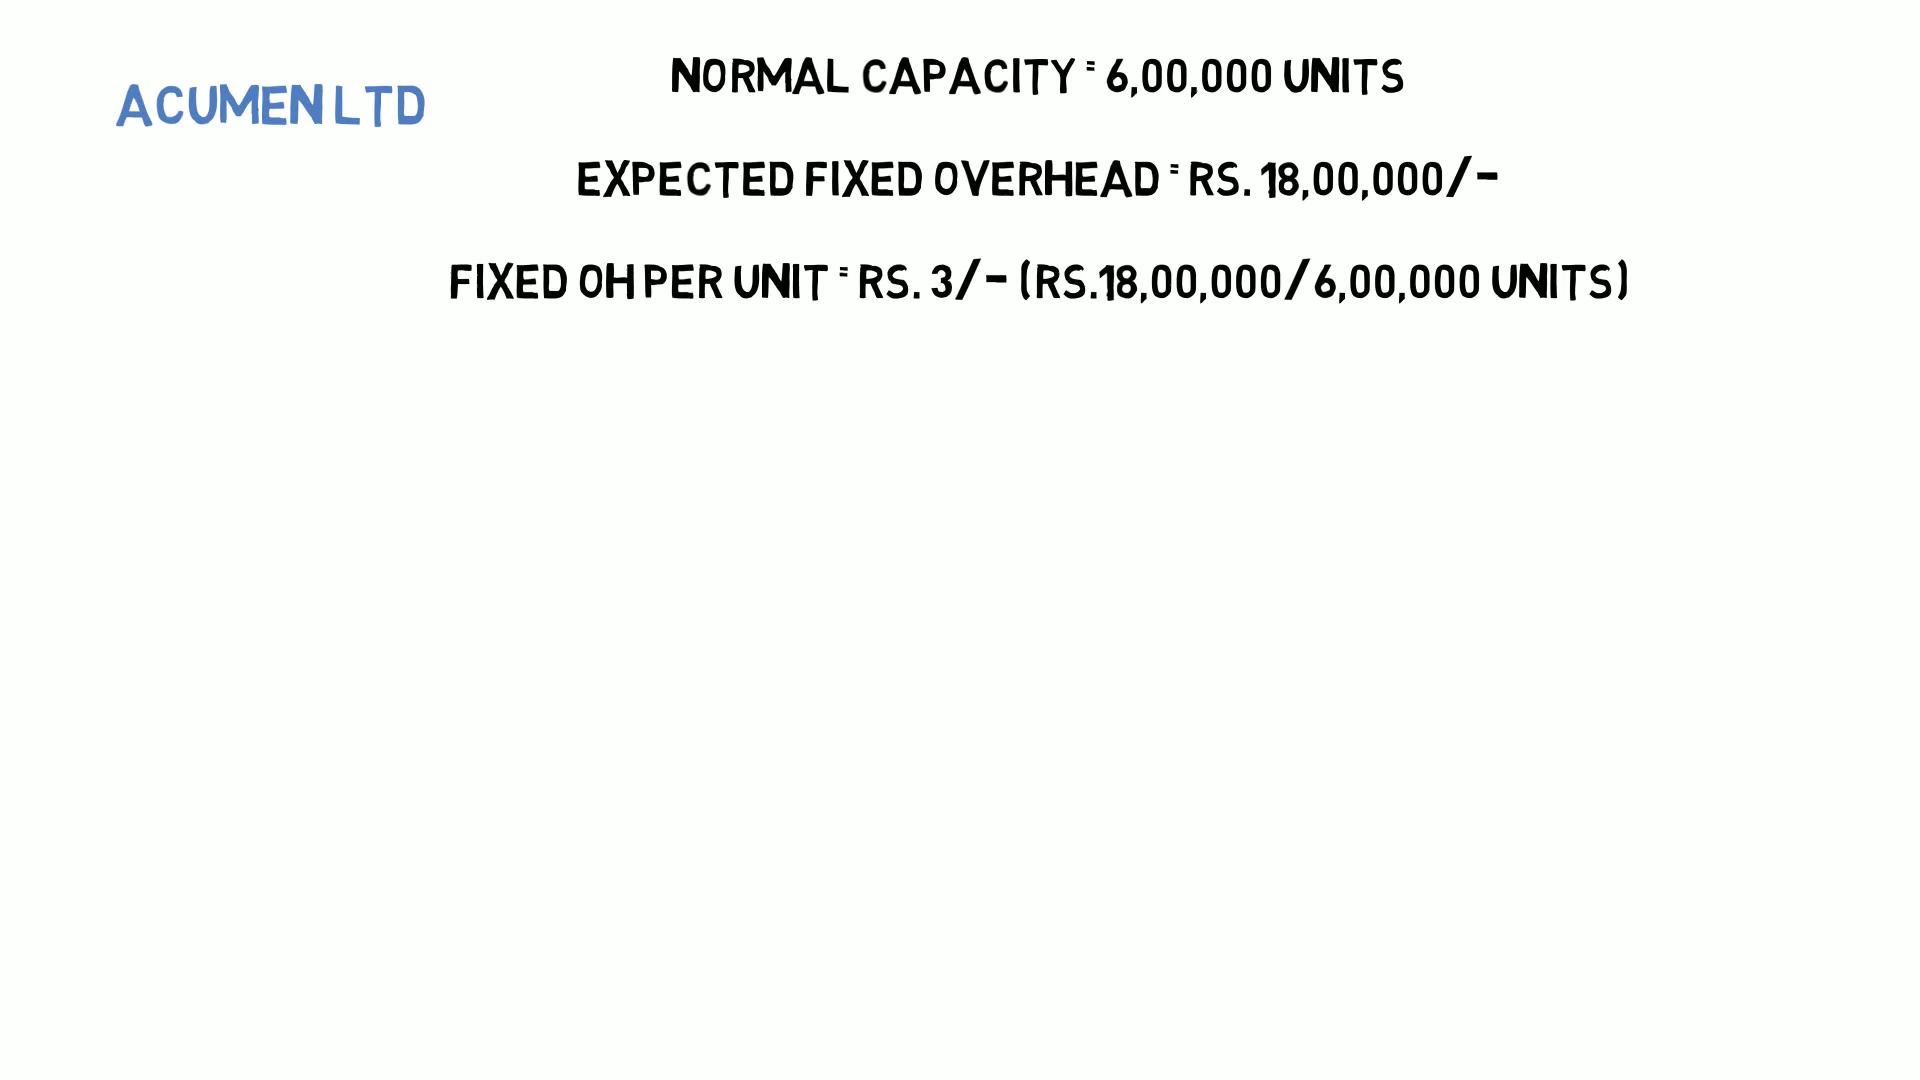 ACUMEN LTD
NORMAL CAPACITY = 6,00,000 UNITS
EXPECTED FIXED OVERHEAD = RS. 18,00,000/-
FIXED OH PER UNIT = RS. 3/- (RS.18,00,000/6,00,000 UNITS)